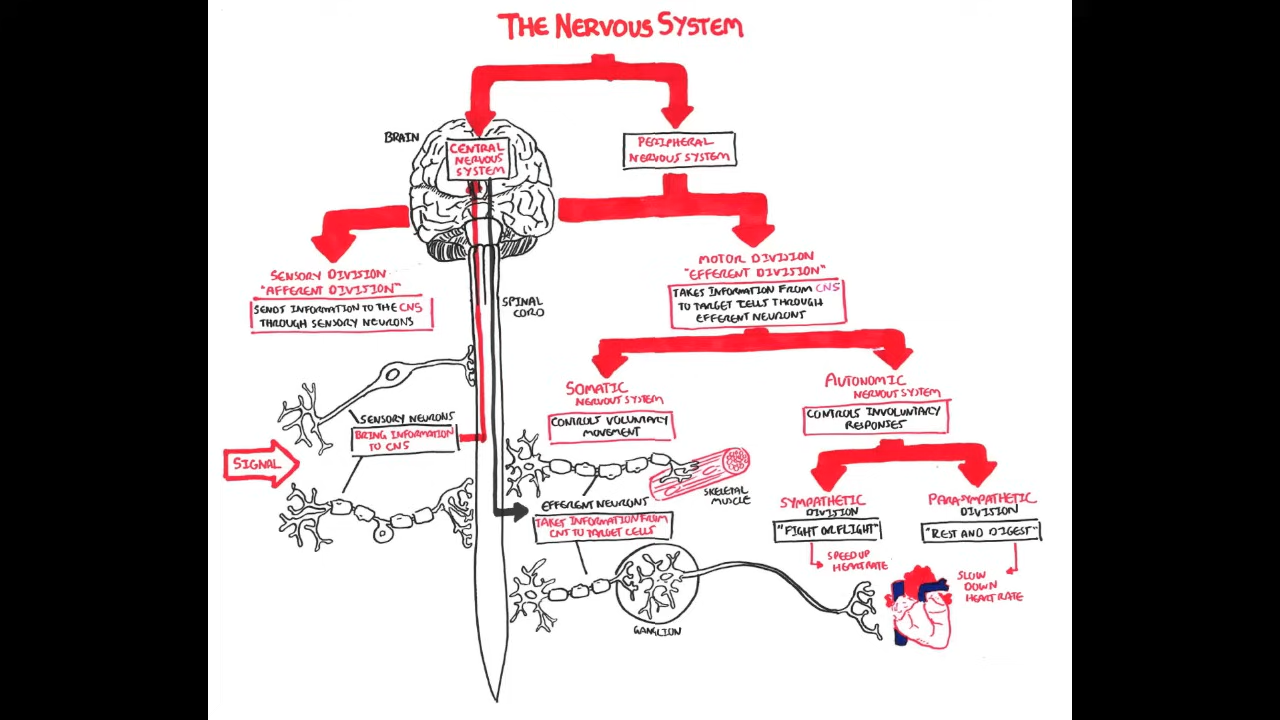 THE NERVOUS SYSTEM
BRAIN
CENTRAL
NERVOUS
SYSTEM
PERIPHERAL
NERVOUS SYSTEM
SENSORY DIVISION
"AFFERENT DIVISION"
SENDS INFORMATION TO THE CNS
THROUGH SENSORY NEURONS
MOTOR DIVISION
"EFFERENT DIVISION"
TAKES INFORMATION FROM CNS
TO TARGET CELLS THROUGH
EFFERENT NEURONS
SPINAL
CORD
SOMATIC
NERVOUS SYSTEM
CONTROLS VOLUNTARY
MOVEMENT
AUTONOMIC
NERVOUS SYSTEM
CONTROLS INVOLUNTARY
RESPONSES
SENSORY NEURONS
BRING INFORMATION
TO CNS
SIGNAL
SKELETAL
MUSCLE
EFFERENT NEURONS
TAKES INFORMATION FROM
CNS TO TARGET CELLS
SYMPATHETIC
DIVISION
"FIGHT OR FLIGHT"
SPEED UP
HEART RATE
PARASYMPATHETIC
DIVISION
"REST AND DIGEST"
SLOW
DOWN
HEART RATE
GANGLION